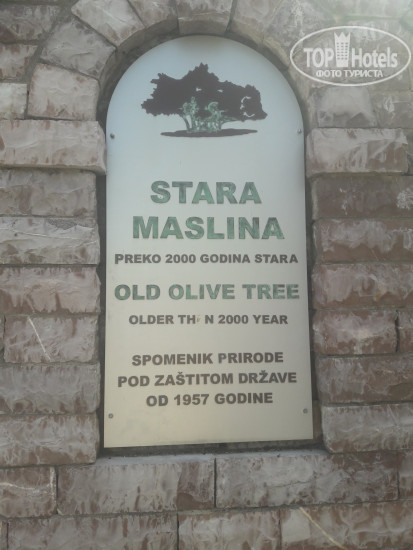 TOP Hotels
ФОТО ТУРИСТА
STARA
MASLINA
PREKO 2000 GODINA STARA
OLD OLIVE TREE
OLDER TH N 2000 YEAR
SPOMENIK PRIRODE
POD ZAŠTITOM DRŽAVE
OD 1957 GODINE